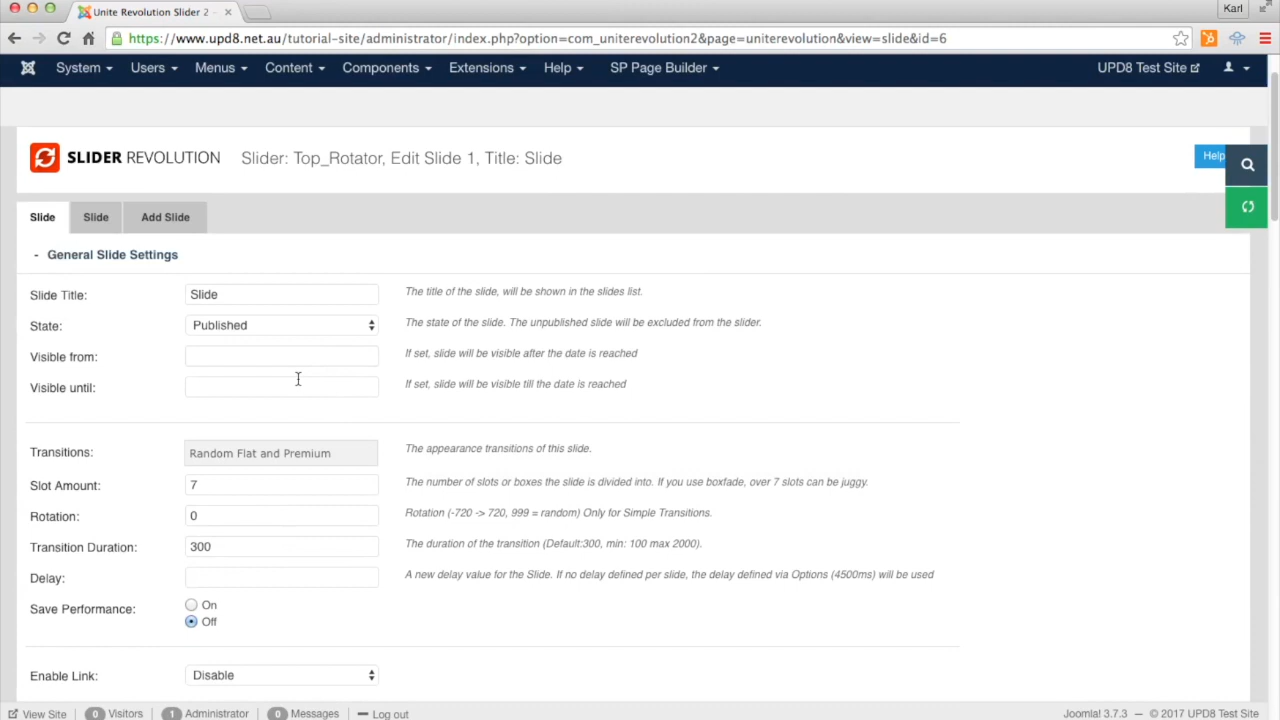 Unite Revolution Slider 2 -
Karl
https://www.upd8.net.au/tutorial-site/administrator/index.php?option=com_uniterevolution2&page=uniterevolution&view=slide&id=6
System Users Menus Content Components Extensions Help SP Page Builder UPD8 Test Site
SLIDER REVOLUTION Slider: Top_Rotator, Edit Slide 1, Title: Slide
Help
Slide Slide Add Slide
- General Slide Settings
Slide Title: Slide The title of the slide, will be shown in the slides list.
State: Published The state of the slide. The unpublished slide will be excluded from the slider.
Visible from: If set, slide will be visible after the date is reached
Visible until: If set, slide will be visible till the date is reached
Transitions: Random Flat and Premium The appearance transitions of this slide.
Slot Amount: 7 The number of slots or boxes the slide is divided into. If you use boxfade, over 7 slots can be juggy.
Rotation: 0 Rotation (-720 -> 720, 999 = random) Only for Simple Transitions.
Transition Duration: 300 The duration of the transition (Default:300, min: 100 max 2000).
Delay: A new delay value for the Slide. If no delay defined per slide, the delay defined via Options (4500ms) will be used
Save Performance: On
Off
Enable Link: Disable
View Site 0 Visitors 1 Administrator 0 Messages Log out Joomla! 3.7.3 — © 2017 UPD8 Test Site